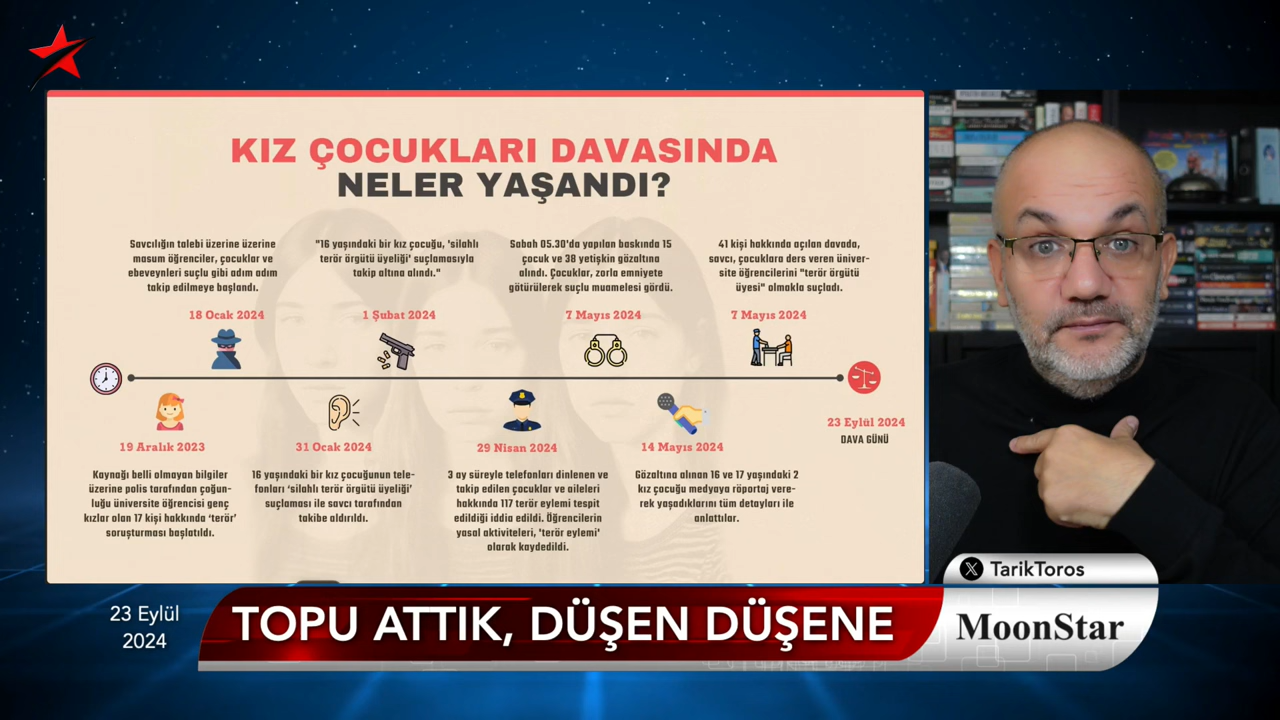 KIZ ÇOCUKLARI DAVASINDA
NELER YAŞANDI?
Savcılığın talebi üzerine üzerine
masum öğrenciler, çocuklar ve
ebeveynleri suçlu gibi adım adım
takip edilmeye başlandı.
18 Ocak 2024
"16 yaşındaki bir kız çocuğu, 'silahlı
terör örgütü üyeliği' suçlamasıyla
takip altına alındı."
1 Şubat 2024
Sabah 05.30'da yapılan baskında 15
çocuk ve 38 yetişkin gözaltına
alındı. Çocuklar, zorla emniyete
götürülerek suçlu muamelesi gördü.
7 Mayıs 2024
41 kişi hakkında açılan davada,
savcı, çocuklara ders veren üniver-
site öğrencilerini "terör örgütü
üyesi" olmakla suçladı.
7 Mayıs 2024
19 Aralık 2023
Kaynağı belli olmayan bilgiler
üzerine polis tarafından çoğun-
luğu üniversite öğrencisi genç
kızlar olan 17 kişi hakkında ‘terör’
soruşturması başlatıldı.
31 Ocak 2024
16 yaşındaki bir kız çocuğunun tele-
fonları ‘silahlı terör örgütü üyeliği’
suçlaması ile savcı tarafından
takibe aldırıldı.
29 Nisan 2024
3 ay süreyle telefonları dinlenen ve
takip edilen çocuklar ve aileleri
hakkında 117 terör eylemi tespit
edildiği iddia edildi. Öğrencilerin
yasal aktiviteleri, 'terör eylemi'
olarak kaydedildi.
14 Mayıs 2024
Gözaltına alınan 16 ve 17 yaşındaki 2
kız çocuğu medyaya röportaj vere-
rek yaşadıklarını tüm detayları ile
anlattılar.
23 Eylül 2024
DAVA GÜNÜ
TarikToros
23 Eylül
2024
TOPU ATTIK, DÜŞEN DÜŞENE
MoonStar